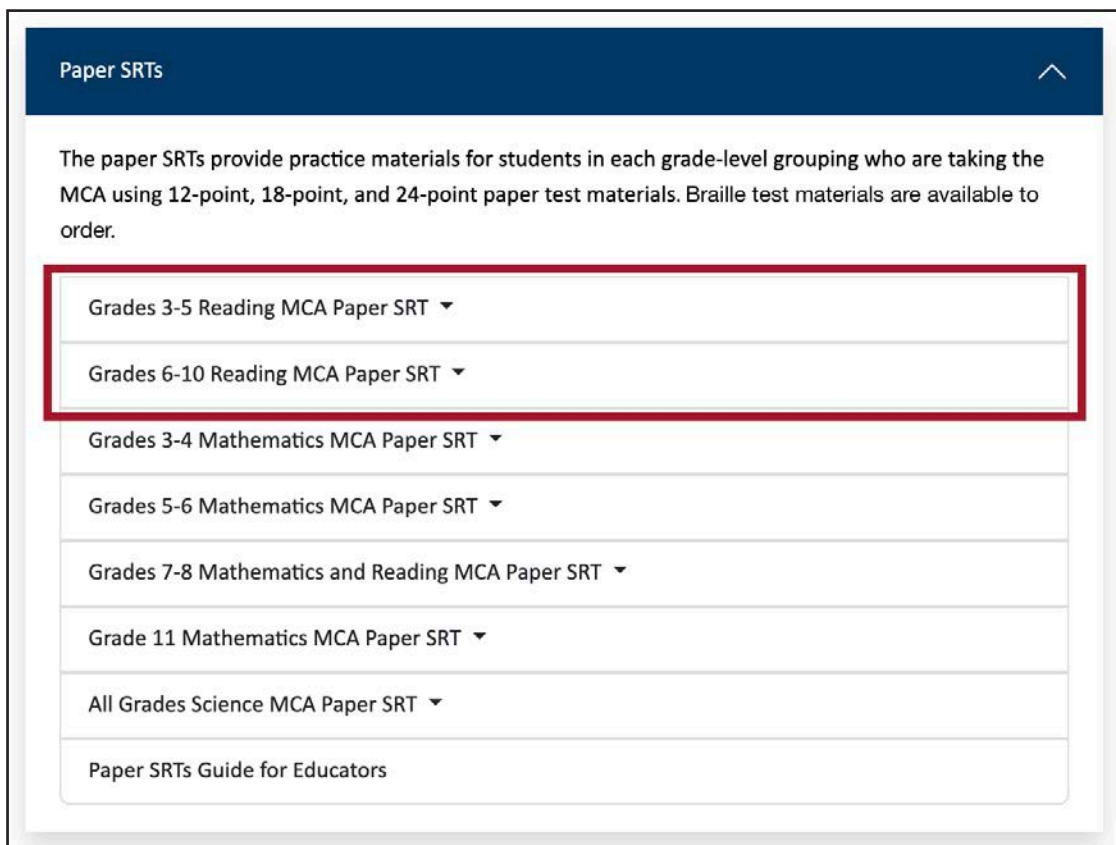 Paper SRTs
The paper SRTs provide practice materials for students in each grade-level grouping who are taking the
MCA using 12-point, 18-point, and 24-point paper test materials. Braille test materials are available to
order.
Grades 3-5 Reading MCA Paper SRT
Grades 6-10 Reading MCA Paper SRT
Grades 3-4 Mathematics MCA Paper SRT
Grades 5-6 Mathematics MCA Paper SRT
Grades 7-8 Mathematics and Reading MCA Paper SRT
Grade 11 Mathematics MCA Paper SRT
All Grades Science MCA Paper SRT
Paper SRTs Guide for Educators